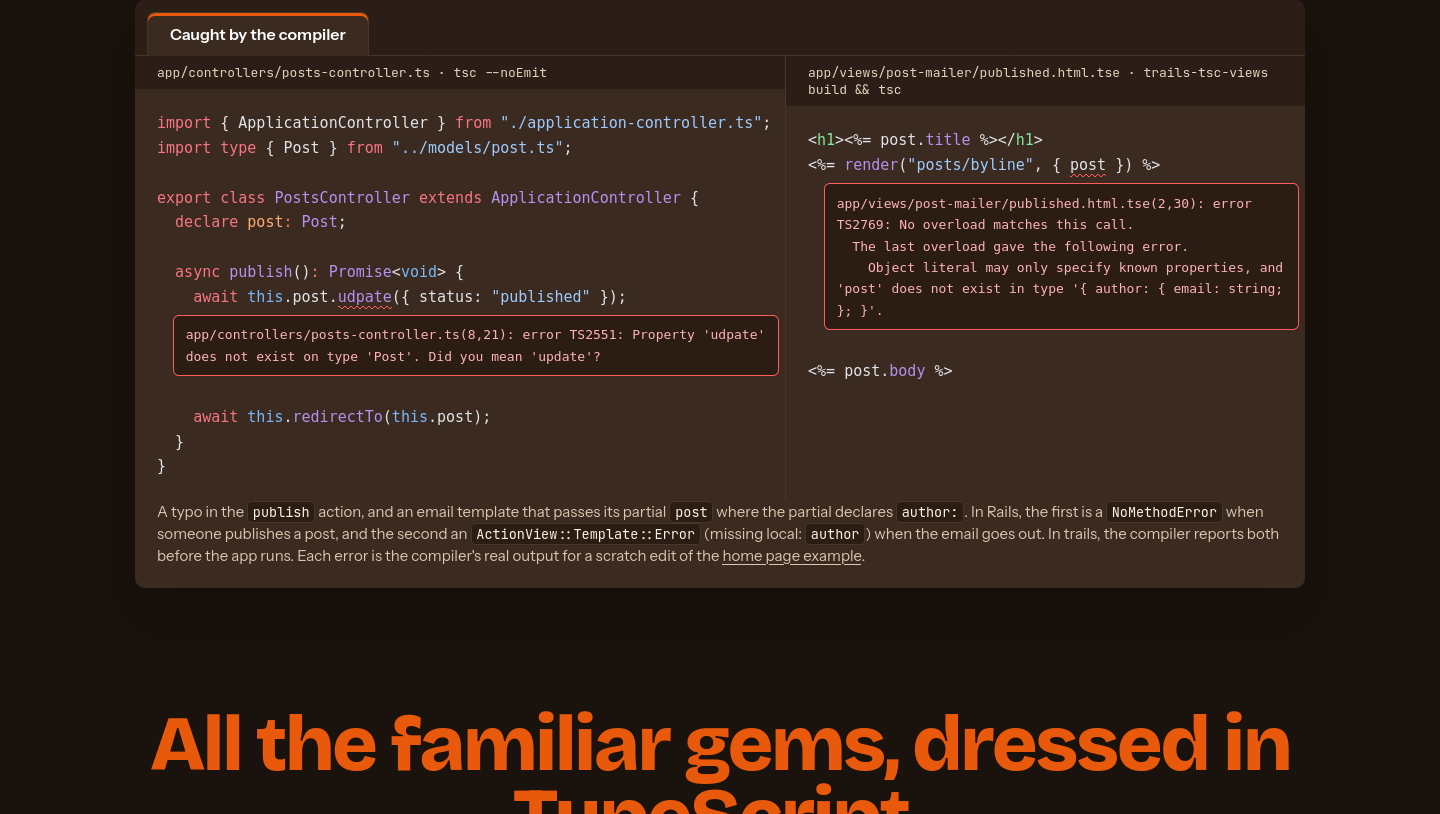 Caught by the compiler
app/controllers/posts-controller.ts · tsc --noEmit
import { ApplicationController } from "./application-controller.ts";
import type { Post } from "../models/post.ts";
export class PostsController extends ApplicationController {
declare post: Post;
async publish(): Promise<void> {
await this.post.udpate({ status: "published" });
app/controllers/posts-controller.ts(8,21): error TS2551: Property 'udpate'
does not exist on type 'Post'. Did you mean 'update'?
await this.redirectTo(this.post);
}
}
app/views/post-mailer/published.html.tse · trails-tsc-views
build && tsc
<h1><%= post.title %></h1>
<%= render("posts/byline", { post }) %>
app/views/post-mailer/published.html.tse(2,30): error
TS2769: No overload matches this call.
The last overload gave the following error.
Object literal may only specify known properties, and
'post' does not exist in type '{ author: { email: string;
}; }'.
<%= post.body %>
A typo in the publish action, and an email template that passes its partial post where the partial declares author:. In Rails, the first is a NoMethodError when
someone publishes a post, and the second an ActionView::Template::Error (missing local: author) when the email goes out. In trails, the compiler reports both
before the app runs. Each error is the compiler's real output for a scratch edit of the home page example.
All the familiar gems, dressed in
TypeScript